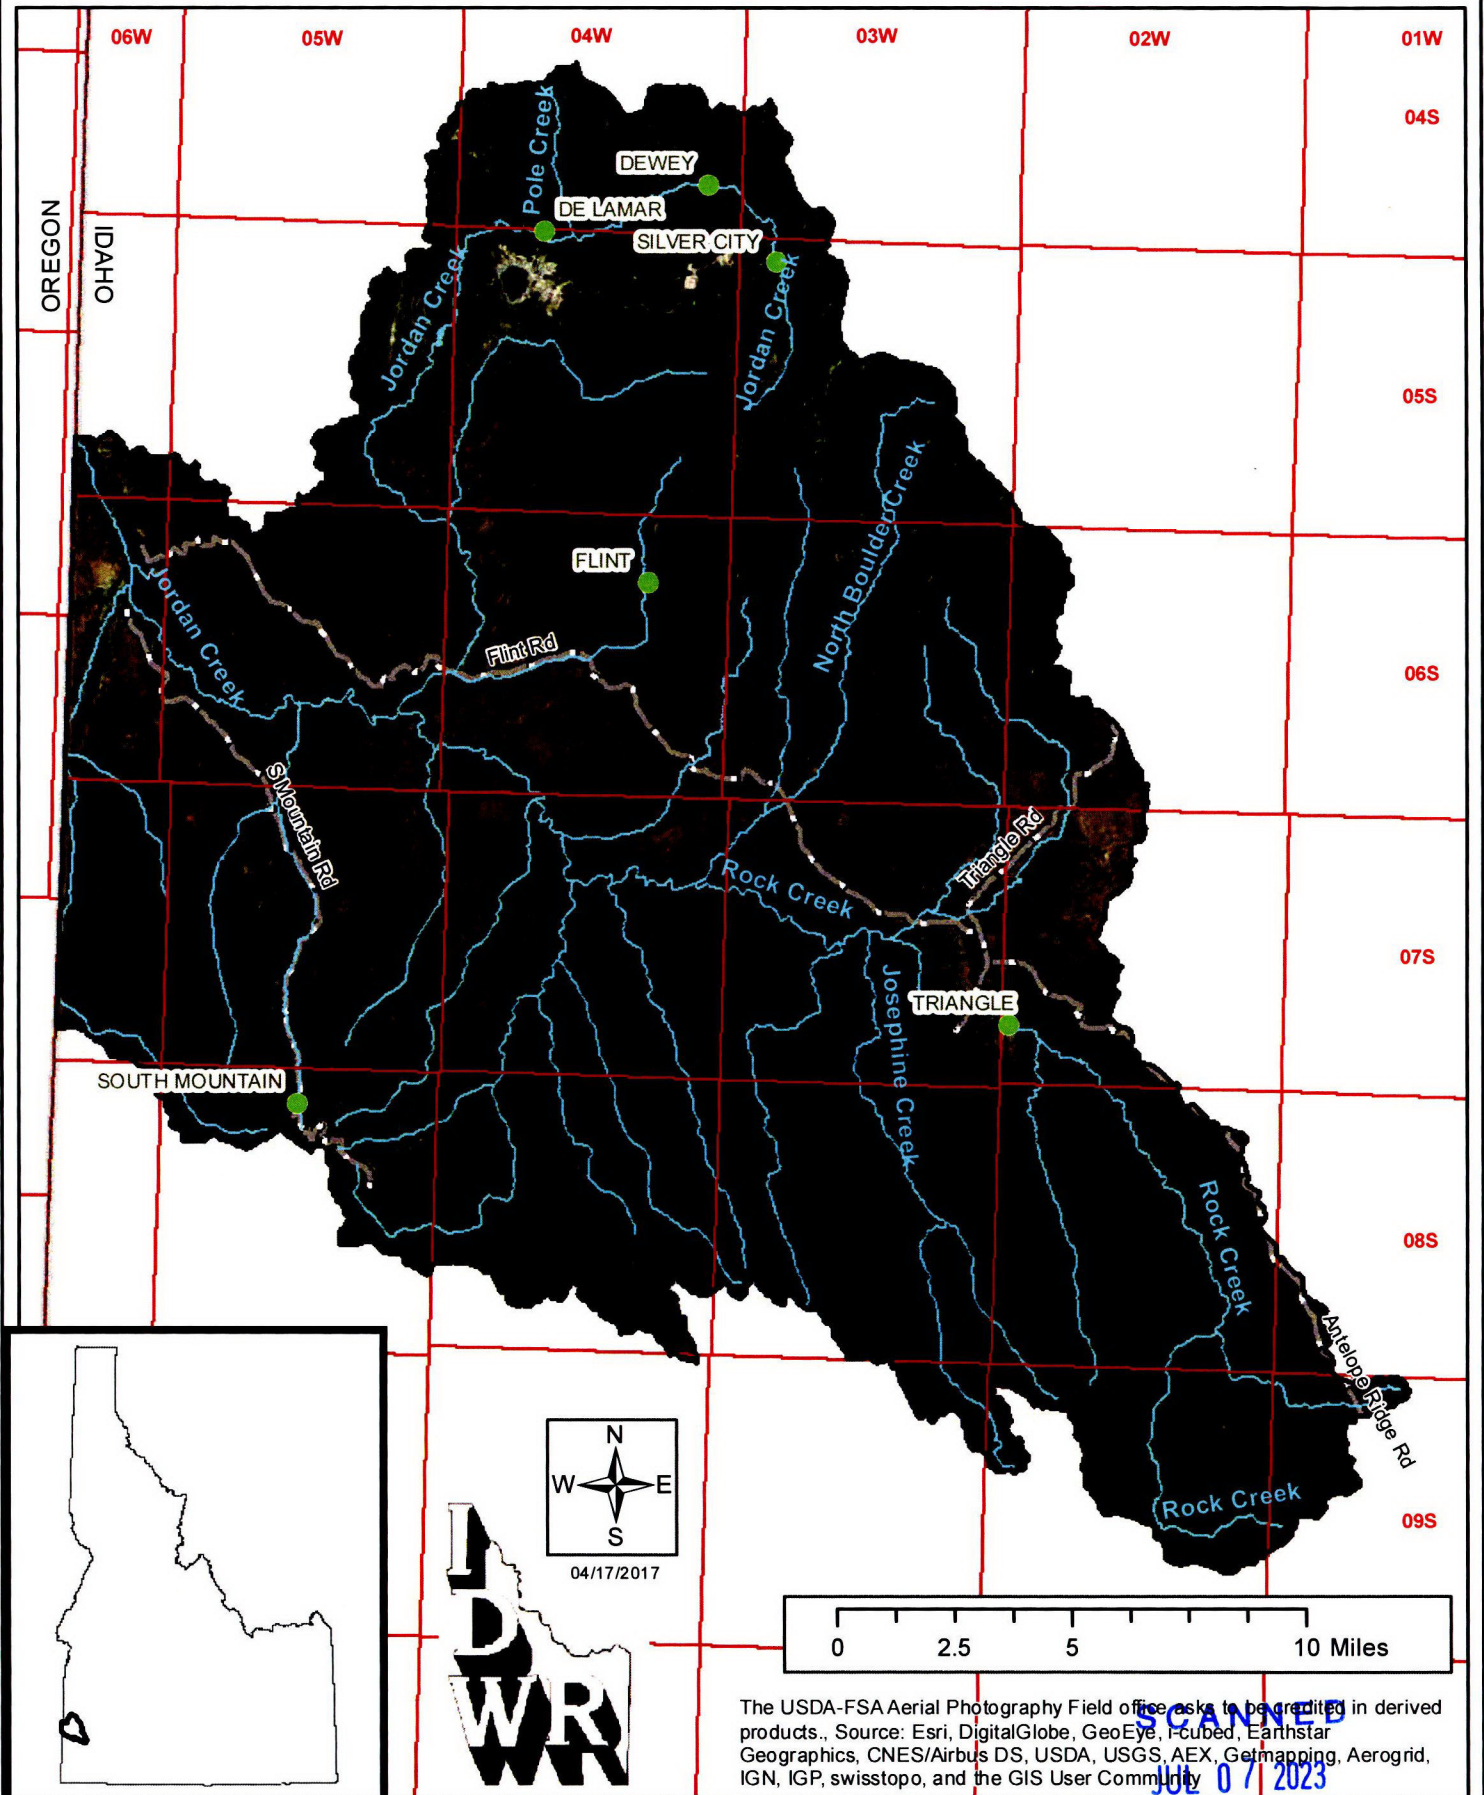 06W
05W
04W
03W
02W
01W
04S
Pole Creek
DEWEY
DE LAMAR
SILVER CITY
OREGON
IDAHO
Jordan Creek
Jordan Creek
05S
North Boulder Creek
FLINT
Jordan Creek
Flint Rd
06S
S Mountain Rd
Triangle Rd
Rock Creek
07S
Josephine Creek
TRIANGLE
SOUTH MOUNTAIN
Rock Creek
08S
Antelope Ridge Rd
Rock Creek
09S
N
W E
S
04/17/2017
I
D
WR
0 2.5 5 10 Miles
The USDA-FSA Aerial Photography Field office asks to be credited in derived
products., Source: Esri, DigitalGlobe, GeoEye, i-cubed, Earthstar
Geographics, CNES/Airbus DS, USDA, USGS, AEX, Getmapping, Aerogrid,
IGN, IGP, swisstopo, and the GIS User Community
SCANNED
JUL 07 2023